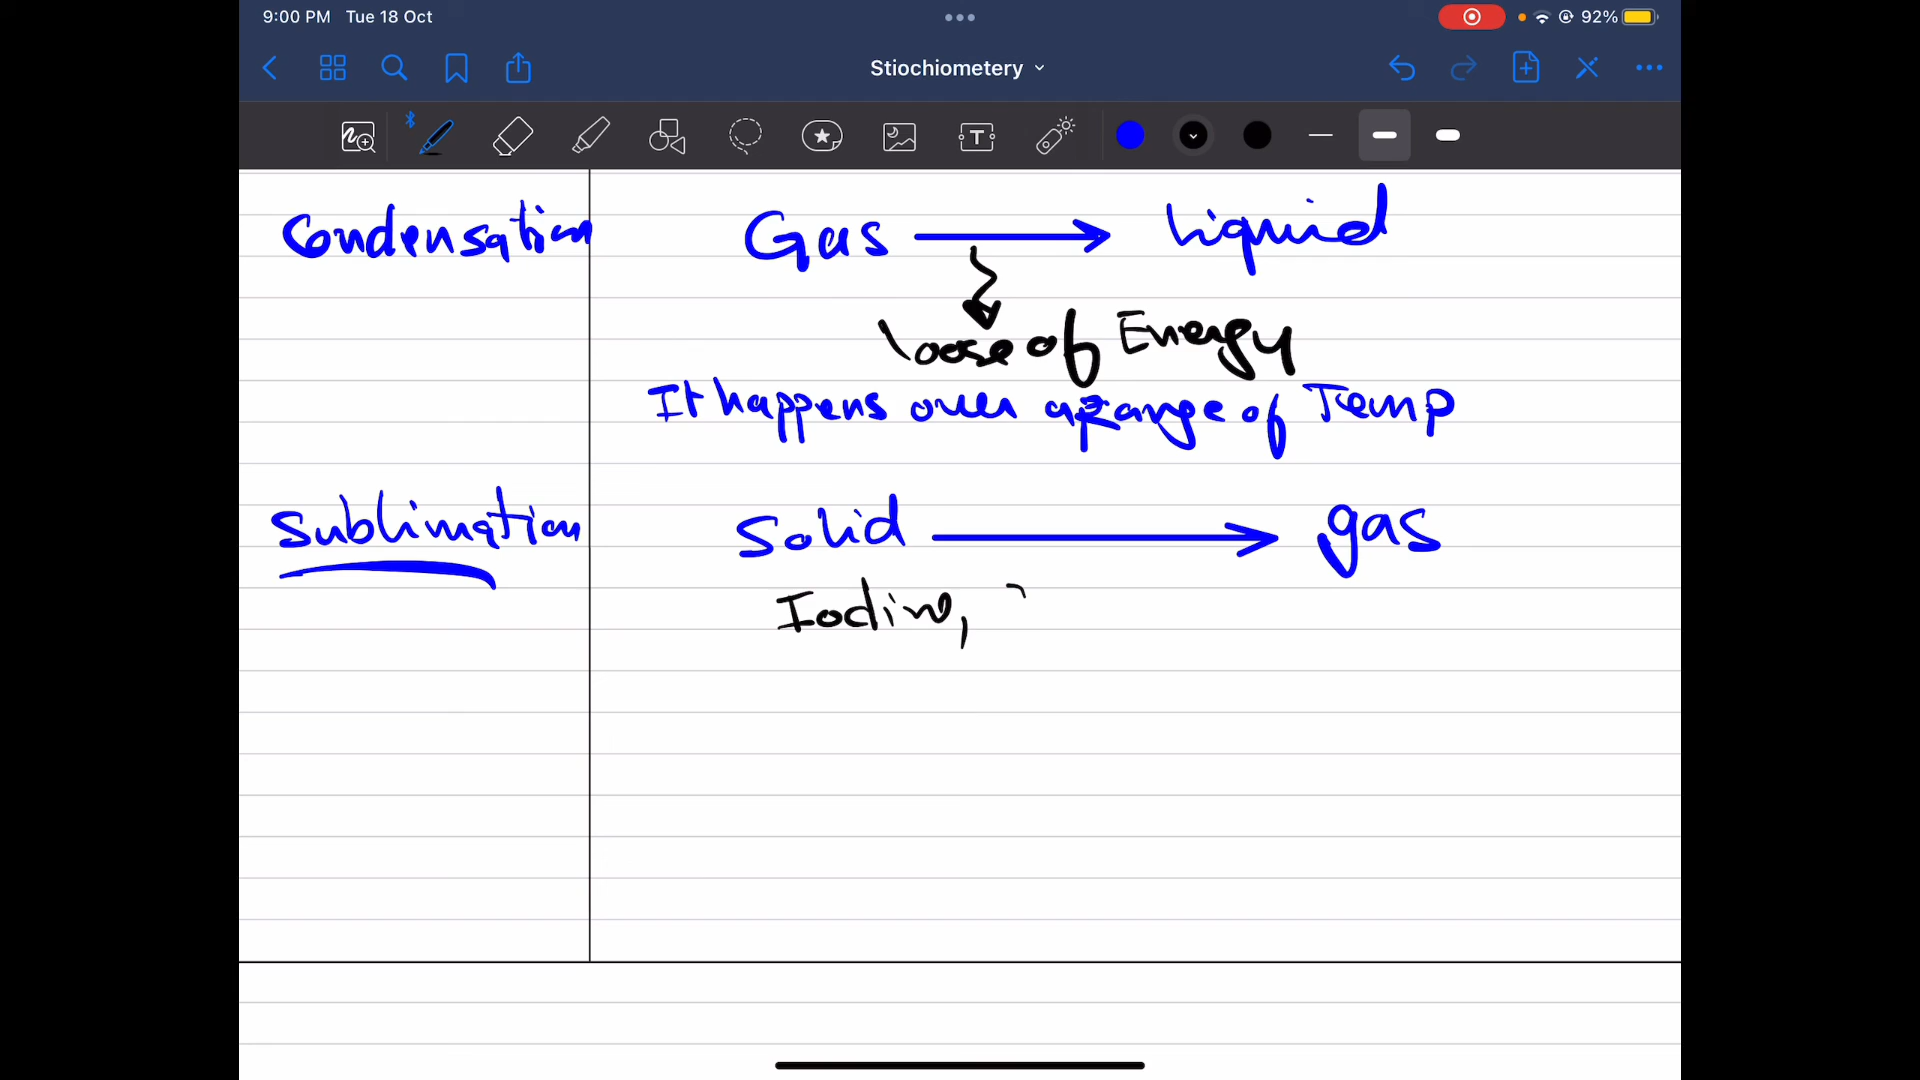 9:00 PM Tue 18 Oct
92%
Stiochiometery
T
Condensation Gas → Liquid
loose of Energy
It happens over a range of Temp
Sublimation Solid → gas
Iodine,